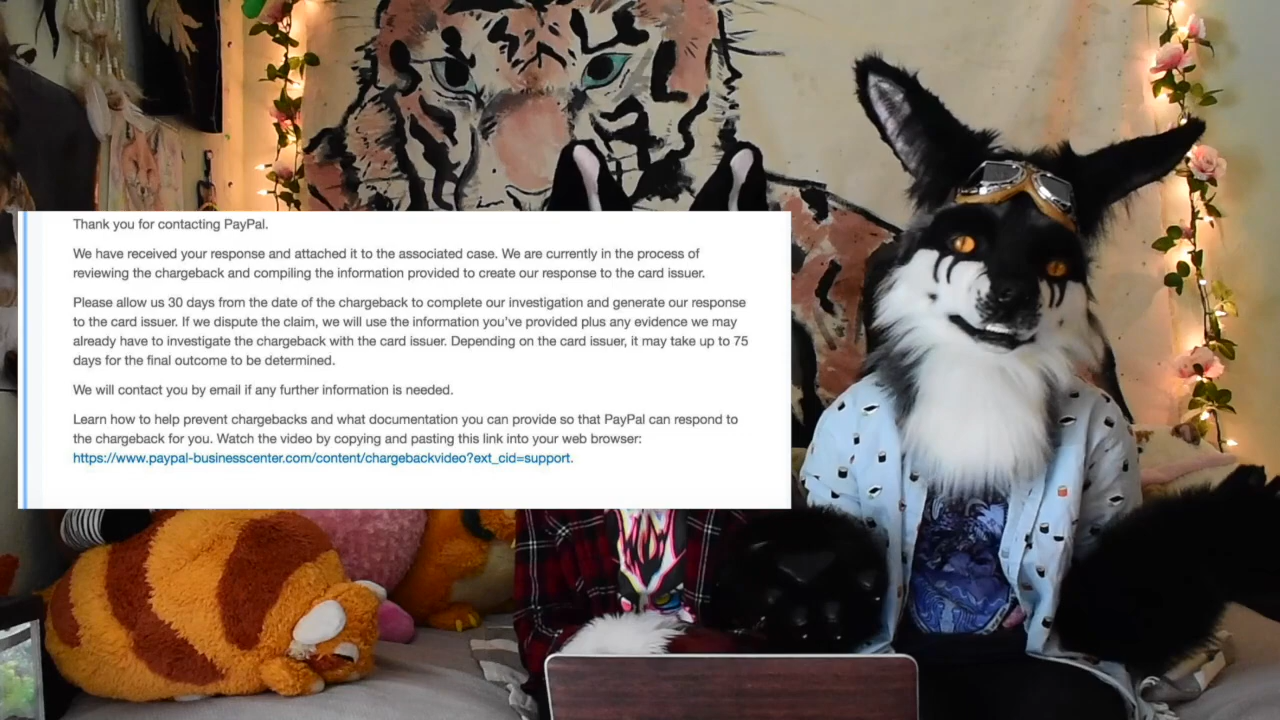 Thank you for contacting PayPal.
We have received your response and attached it to the associated case. We are currently in the process of
reviewing the chargeback and compiling the information provided to create our response to the card issuer.
Please allow us 30 days from the date of the chargeback to complete our investigation and generate our response
to the card issuer. If we dispute the claim, we will use the information you've provided plus any evidence we may
already have to investigate the chargeback with the card issuer. Depending on the card issuer, it may take up to 75
days for the final outcome to be determined.
We will contact you by email if any further information is needed.
Learn how to help prevent chargebacks and what documentation you can provide so that PayPal can respond to
the chargeback for you. Watch the video by copying and pasting this link into your web browser:
https://www.paypal-businesscenter.com/content/chargebackvideo?ext_cid=support.